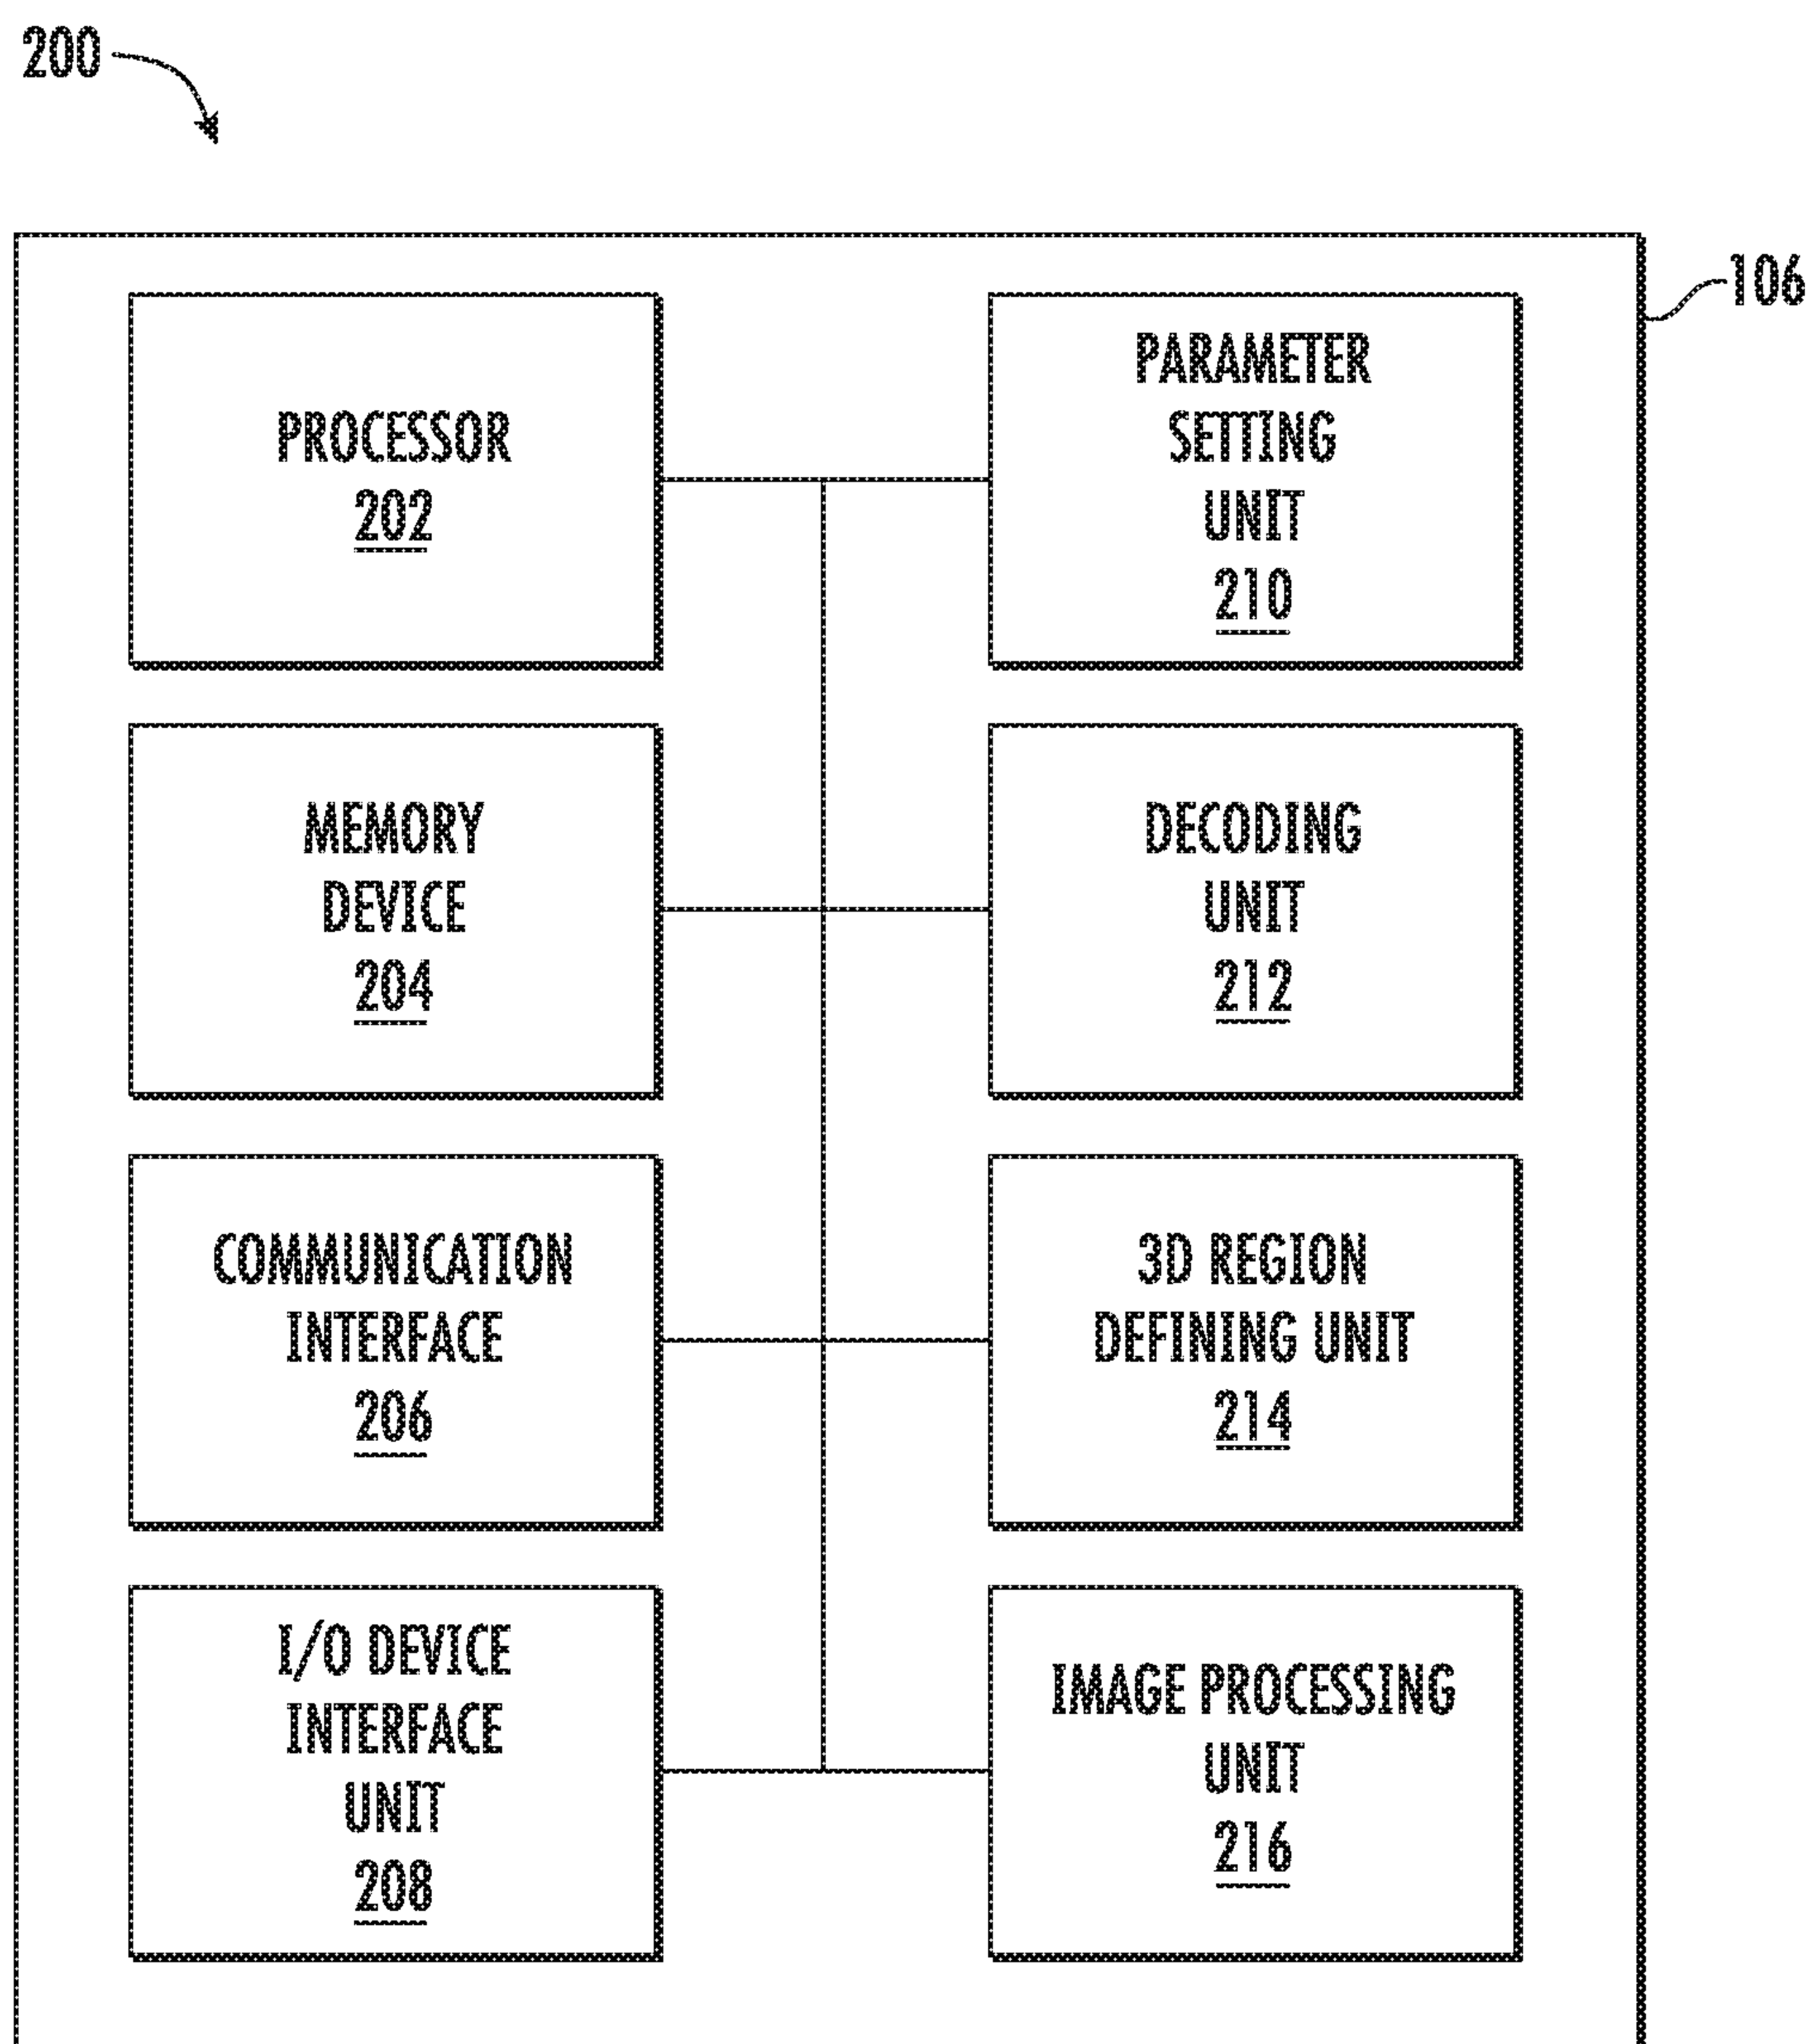 200
106
PROCESSOR
202
PARAMETER
SETTING
UNIT
210
MEMORY
DEVICE
204
DECODING
UNIT
212
COMMUNICATION
INTERFACE
206
3D REGION
DEFINING UNIT
214
I/O DEVICE
INTERFACE
UNIT
208
IMAGE PROCESSING
UNIT
216